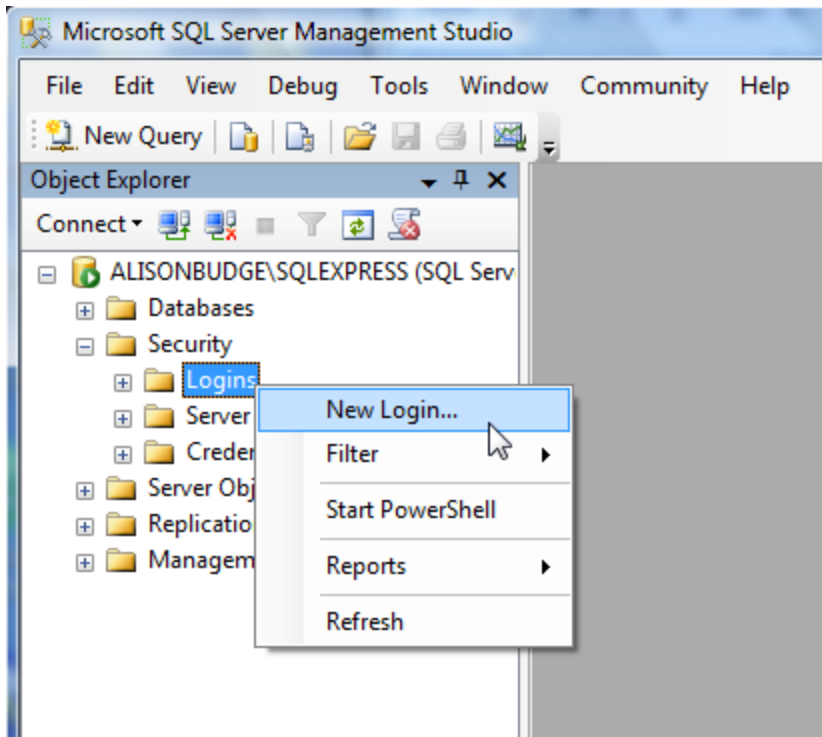 Microsoft SQL Server Management Studio
File Edit View Debug Tools Window Community Help
New Query
Object Explorer
Connect
ALISONBUDGE\SQLEXPRESS (SQL Serv
Databases
Security
Logins
New Login...
Server
Creden
Filter
Server Obj
Start PowerShell
Replicatio
Managem
Reports
Refresh